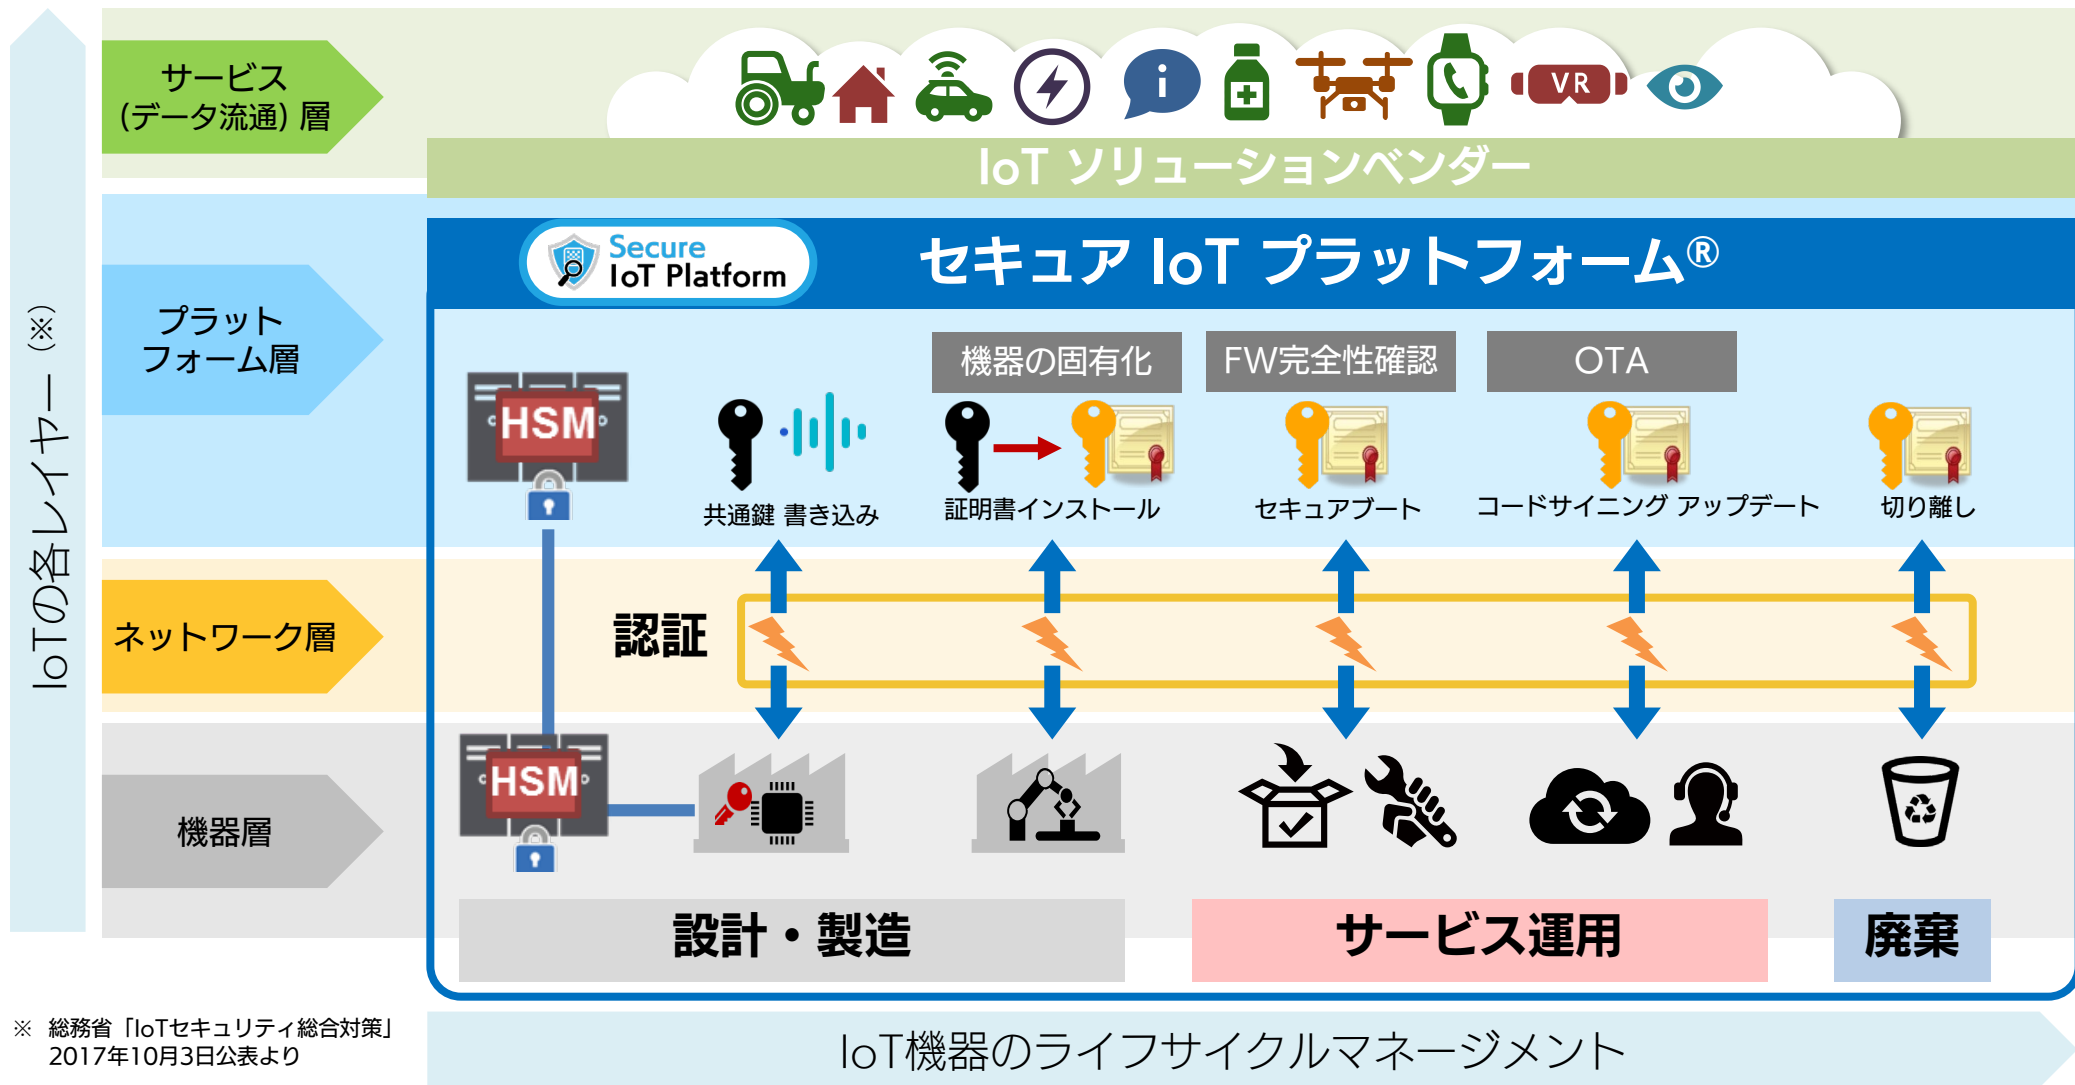 サービス
(データ流通) 層
i
VR
IoT ソリューションベンダー
Secure
IoT Platform
セキュア IoT プラットフォーム®
IoTの各レイヤー (※)
プラット
フォーム層
機器の固有化
FW完全性確認
OTA
HSM
共通鍵 書き込み
証明書インストール
セキュアブート
コードサイニング アップデート
切り離し
ネットワーク層
認証
機器層
HSM
設計・製造
サービス運用
廃棄
※ 総務省「IoTセキュリティ総合対策」
2017年10月3日公表より
IoT機器のライフサイクルマネージメント